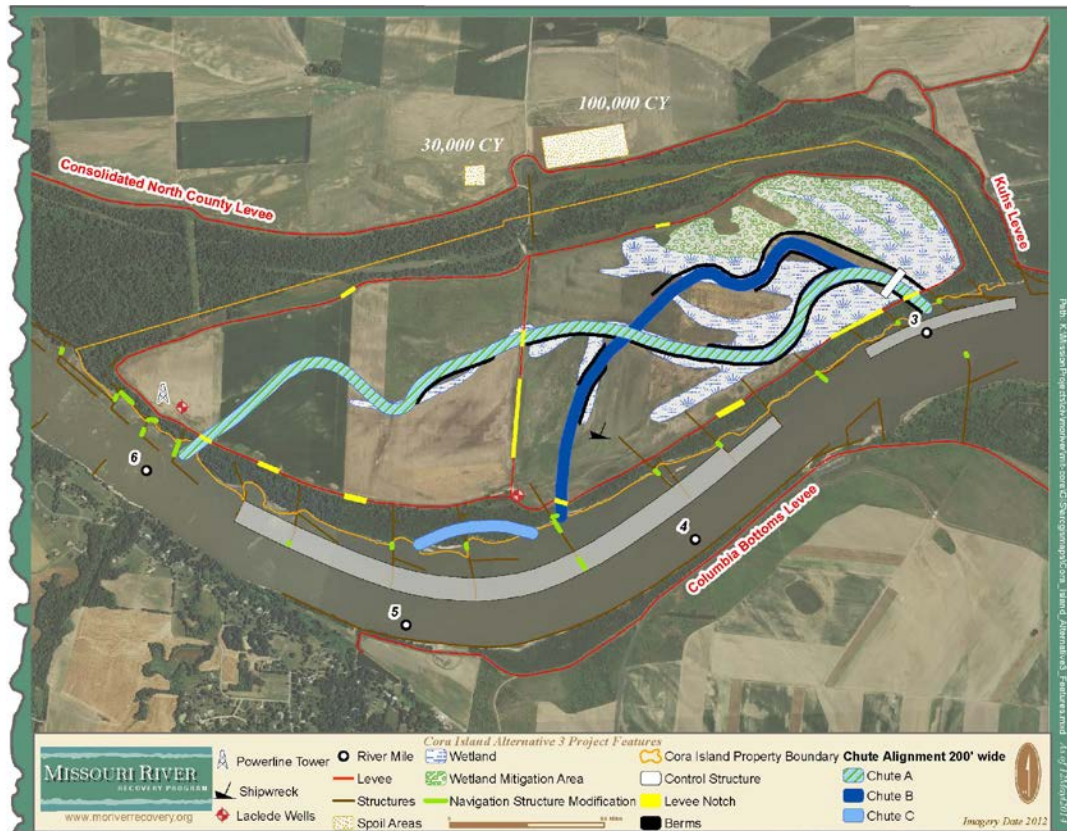 100,000 CY
30,000 CY
Consolidated North County Levee
Kuhs Levee
3
6
4
Columbia Bottoms Levee
5
Cora Island Alternative 3 Project Features
MISSOURI RIVER
RECOVERY PROGRAM
www.moriverrecovery.org
Powerline Tower
Shipwreck
Laclede Wells
River Mile
Levee
Structures
Spoil Areas
Wetland
Wetland Mitigation Area
Navigation Structure Modification
Cora Island Property Boundary
Control Structure
Levee Notch
Berms
Chute Alignment 200' wide
Chute A
Chute B
Chute C
Imagery Date 2012